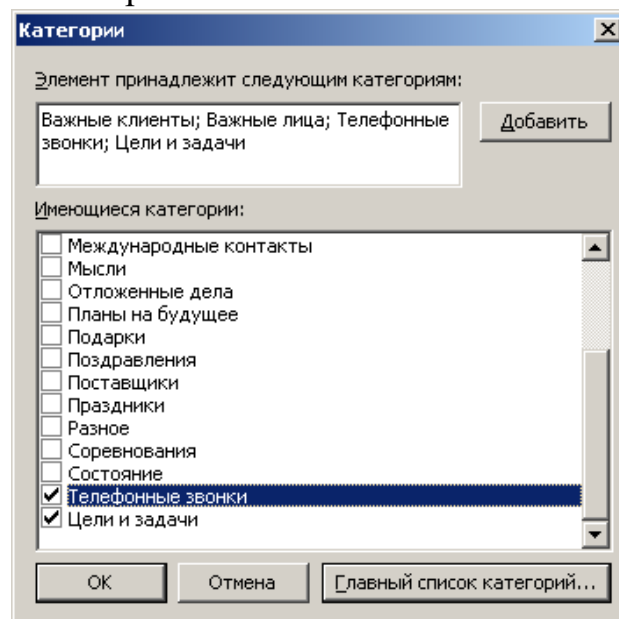 Категории
Элемент принадлежит следующим категориям:
Важные клиенты; Важные лица; Телефонные
звонки; Цели и задачи
Добавить
Имеющиеся категории:
Международные контакты
Мысли
Отложенные дела
Планы на будущее
Подарки
Поздравления
Поставщики
Праздники
Разное
Соревнования
Состояние
Телефонные звонки
Цели и задачи
ОК
Отмена
Главный список категорий...